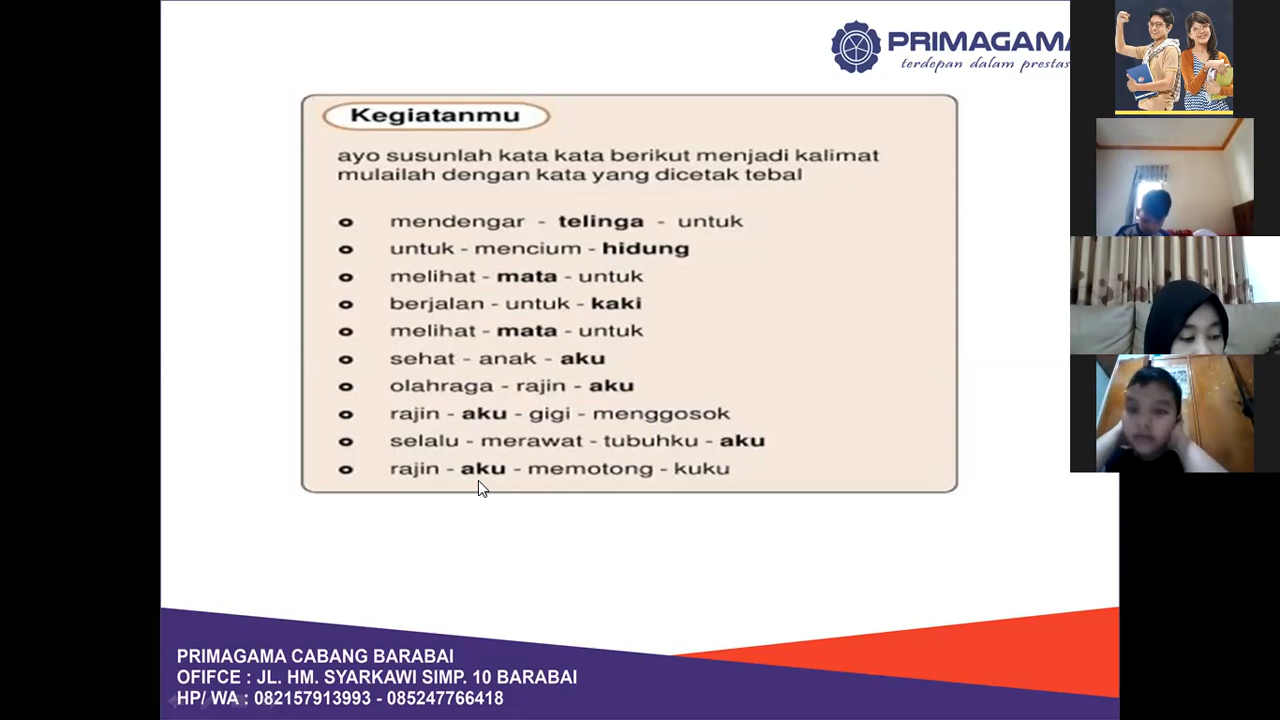 PRIMAGAMA
terdepan dalam prestas
Kegiatanmu
ayo susunlah kata kata berikut menjadi kalimat
mulailah dengan kata yang dicetak tebal
mendengar - telinga - untuk
untuk - mencium - hidung
melihat - mata - untuk
berjalan - untuk - kaki
melihat - mata - untuk
sehat - anak - aku
olahraga - rajin - aku
rajin - aku - gigi - menggosok
selalu - merawat - tubuhku - aku
rajin - aku - memotong - kuku
PRIMAGAMA CABANG BARABAI
OFIFCE : JL. HM. SYARKAWI SIMP. 10 BARABAI
HP/ WA : 082157913993 - 085247766418